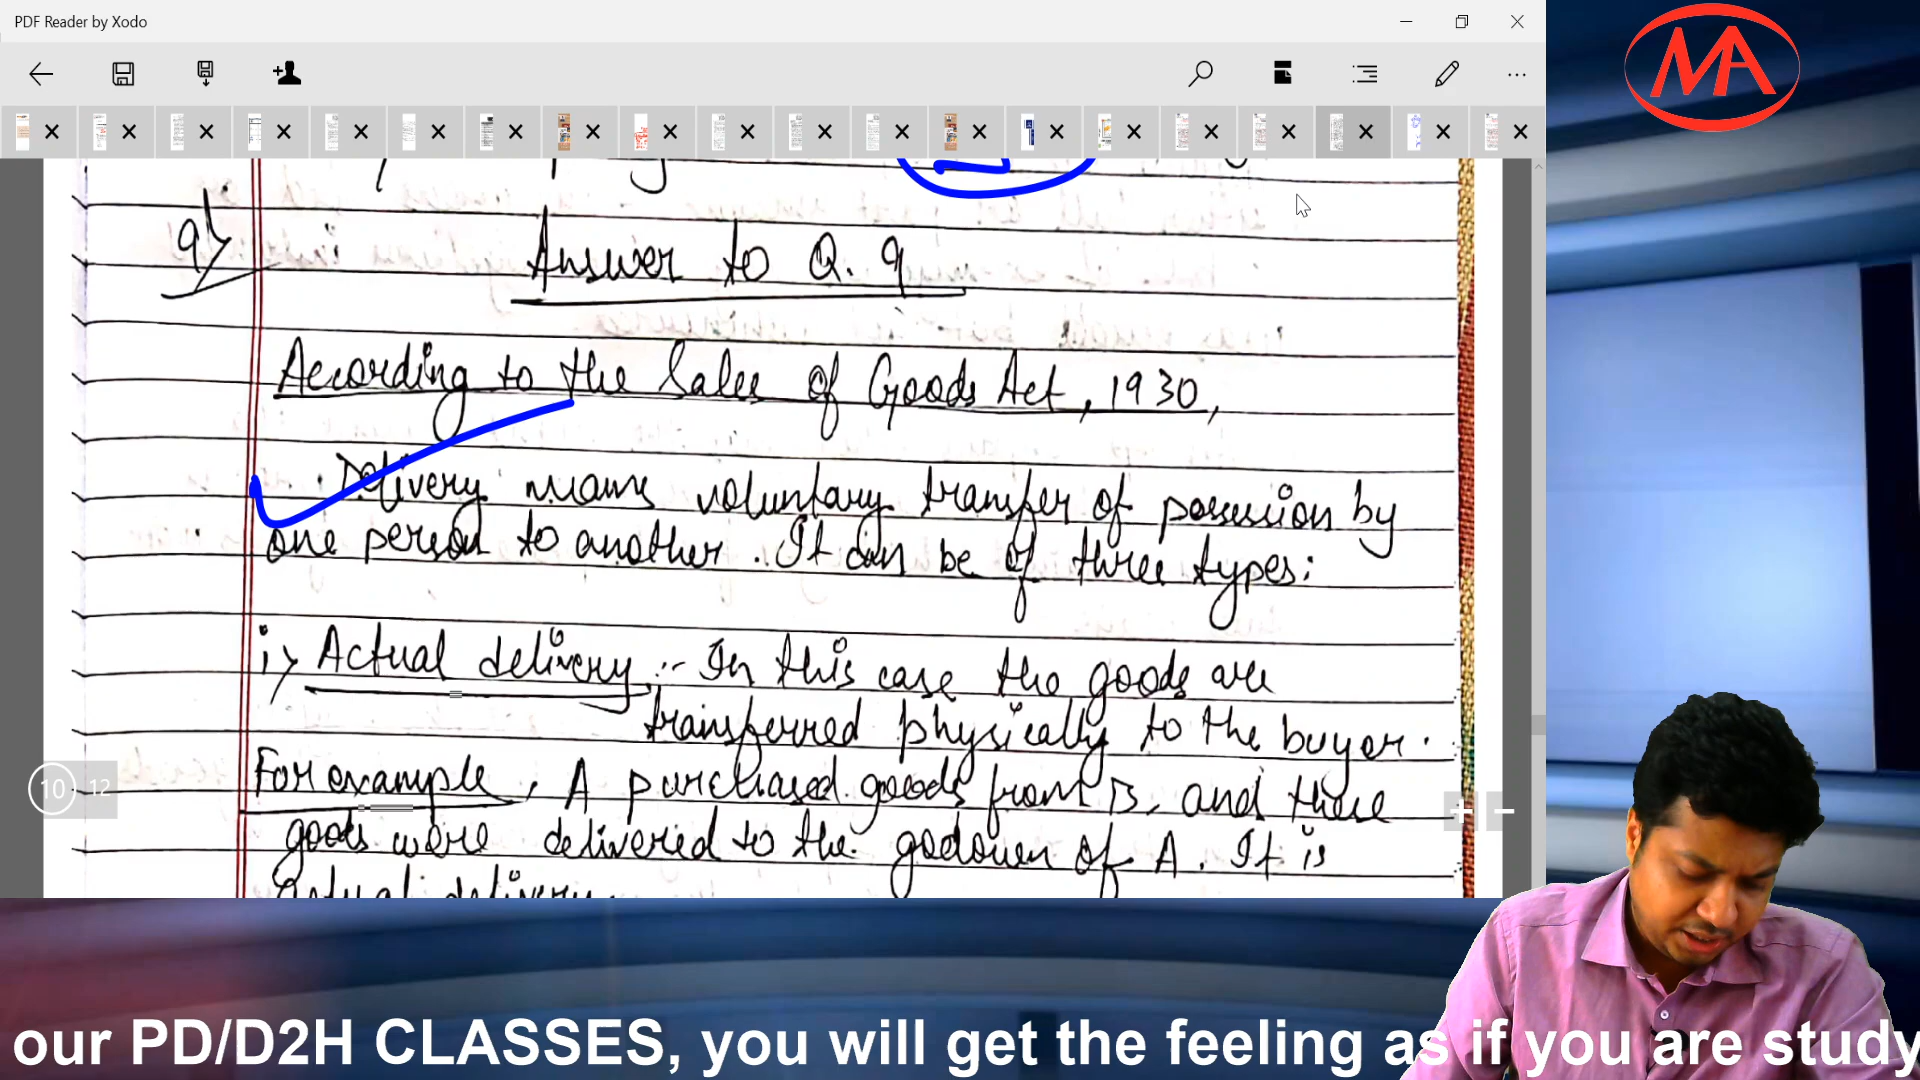 PDF Reader by Xodo
MA
9)
Answer to Q. 9
According to the Sales of Goods Act, 1930,
Delivery means voluntary transfer of possession by
one person to another. It can be of three types:
i) Actual delivery :- In this case the goods are
transferred physically to the buyer.
For example, A purchased goods from B, and these
goods were delivered to the godown of A. It is
actual delivery.
10 12
our PD/D2H CLASSES, you will get the feeling as if you are study